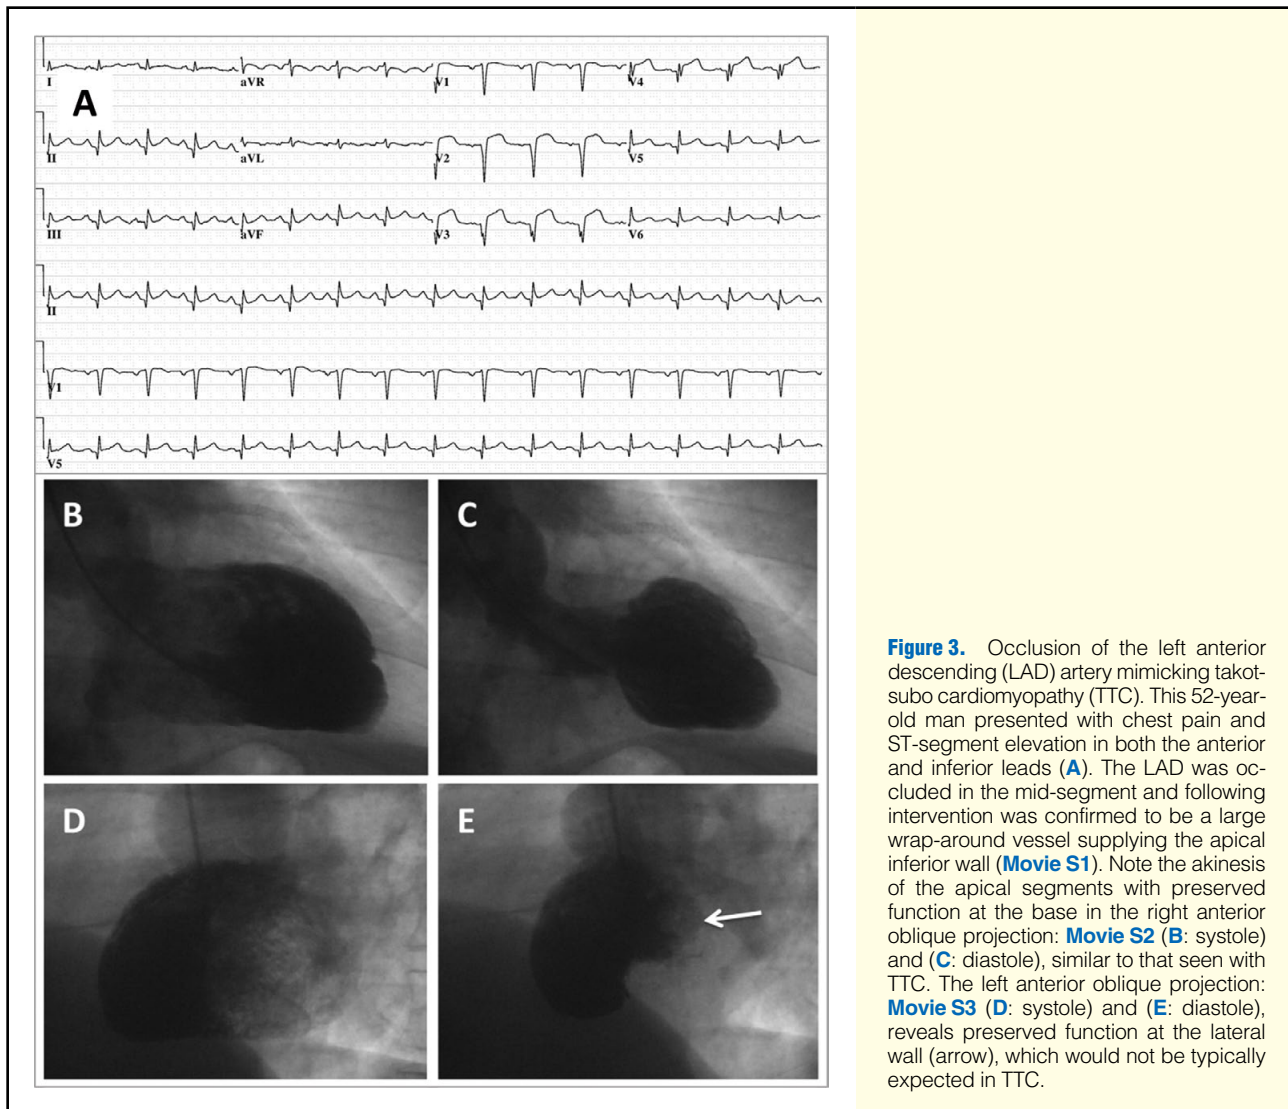 I
aVR
V1
V4
A
II
aVL
V2
V5
III
aVF
V3
V6
II
V1
V5
B
C
D
E
Figure 3. Occlusion of the left anterior
descending (LAD) artery mimicking takot-
subo cardiomyopathy (TTC). This 52-year-
old man presented with chest pain and
ST-segment elevation in both the anterior
and inferior leads (A). The LAD was oc-
cluded in the mid-segment and following
intervention was confirmed to be a large
wrap-around vessel supplying the apical
inferior wall (Movie S1). Note the akinesis
of the apical segments with preserved
function at the base in the right anterior
oblique projection: Movie S2 (B: systole)
and (C: diastole), similar to that seen with
TTC. The left anterior oblique projection:
Movie S3 (D: systole) and (E: diastole),
reveals preserved function at the lateral
wall (arrow), which would not be typically
expected in TTC.